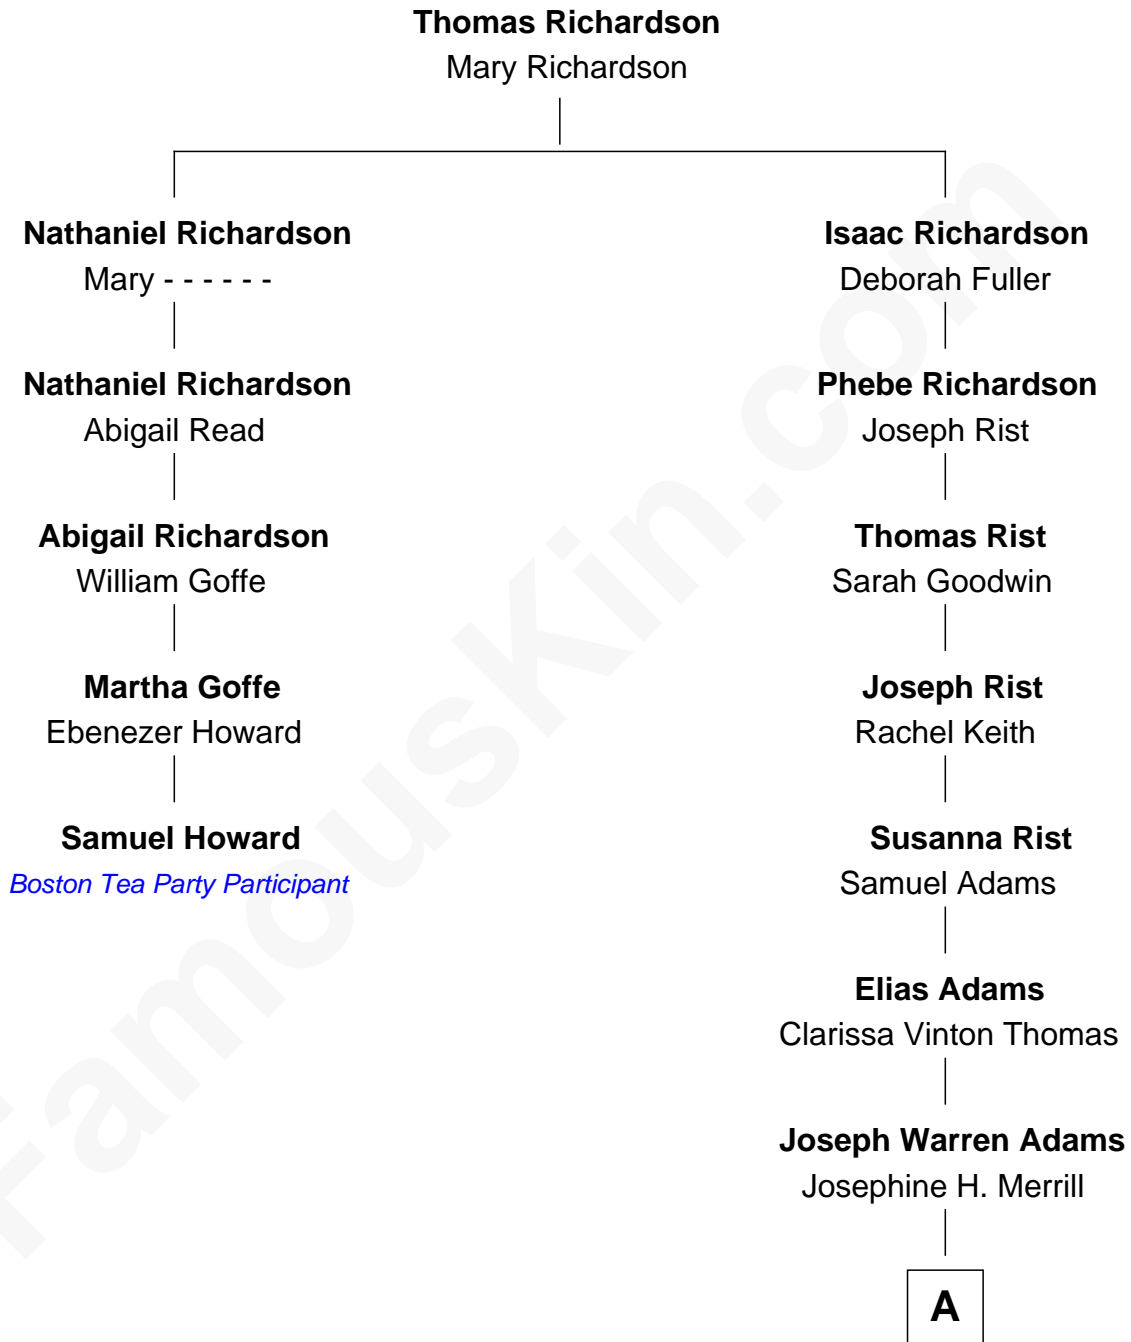 Thomas Richardson
Mary Richardson
Nathaniel Richardson
Mary - - - - - -
Nathaniel Richardson
Abigail Read
Abigail Richardson
William Goffe
Martha Goffe
Ebenezer Howard
Samuel Howard
Boston Tea Party Participant
Isaac Richardson
Deborah Fuller
Phebe Richardson
Joseph Rist
Thomas Rist
Sarah Goodwin
Joseph Rist
Rachel Keith
Susanna Rist
Samuel Adams
Elias Adams
Clarissa Vinton Thomas
Joseph Warren Adams
Josephine H. Merrill
A
FamousKin.com